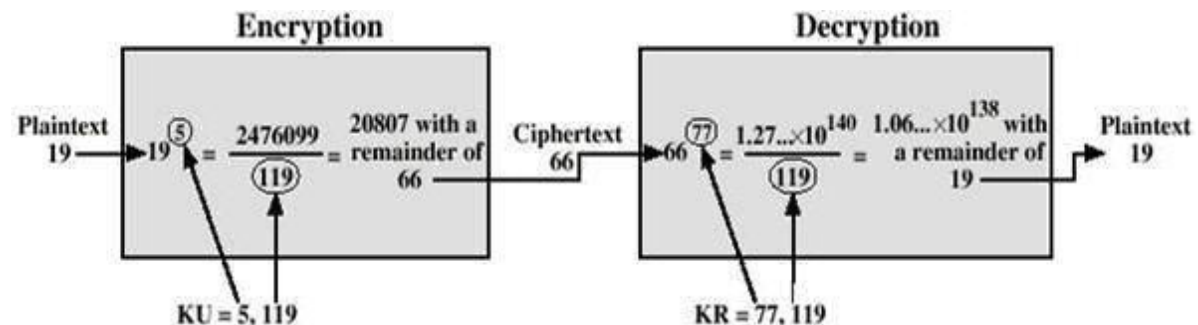 Encryption
Decryption
Plaintext
19
19 5 = 2476099 / 119 = 20807 with a remainder of 66
Ciphertext
66
66 77 = 1.27...×10 140 / 119 = 1.06...×10 138 with a remainder of 19
Plaintext
19
KU = 5, 119
KR = 77, 119